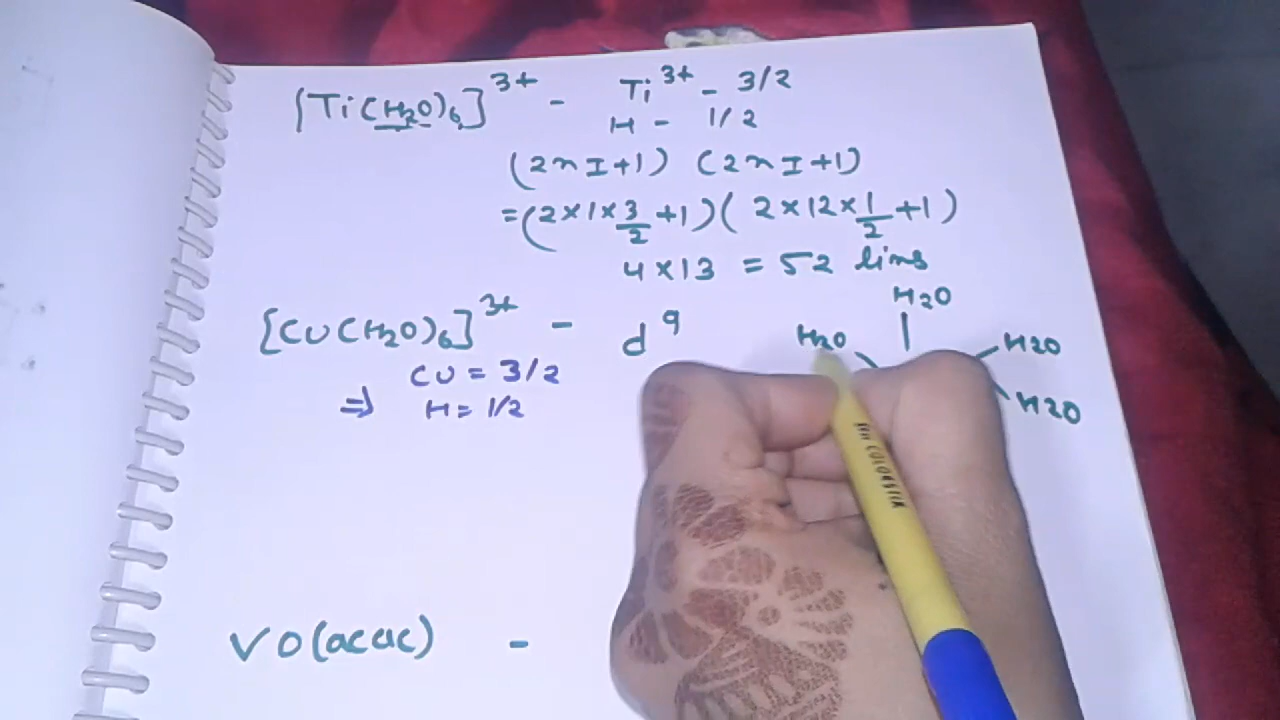 [Ti(H2O)6]3+ - Ti3+ - 3/2
H - 1/2
(2nI+1) (2nI+1)
=(2×1×3/2+1)(2×12×1/2+1)
4×13 = 52 lins
[CU(H2O)6]3+ - d9
CU = 3/2
=> H = 1/2
H2O
H2O
H2O
H2O
VO(acac) -